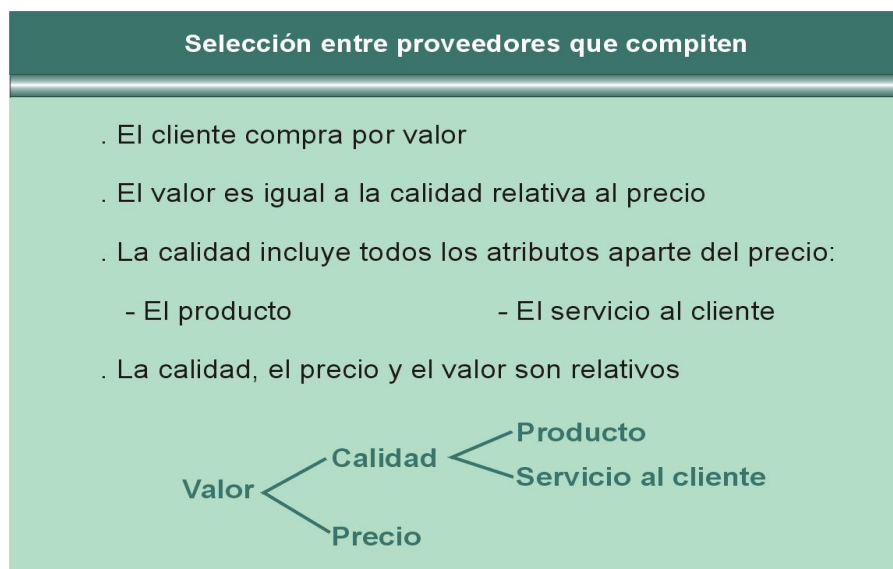 Selección entre proveedores que compiten
. El cliente compra por valor
. El valor es igual a la calidad relativa al precio
. La calidad incluye todos los atributos aparte del precio:
- El producto - El servicio al cliente
. La calidad, el precio y el valor son relativos
Producto
Calidad
Servicio al cliente
Valor
Precio